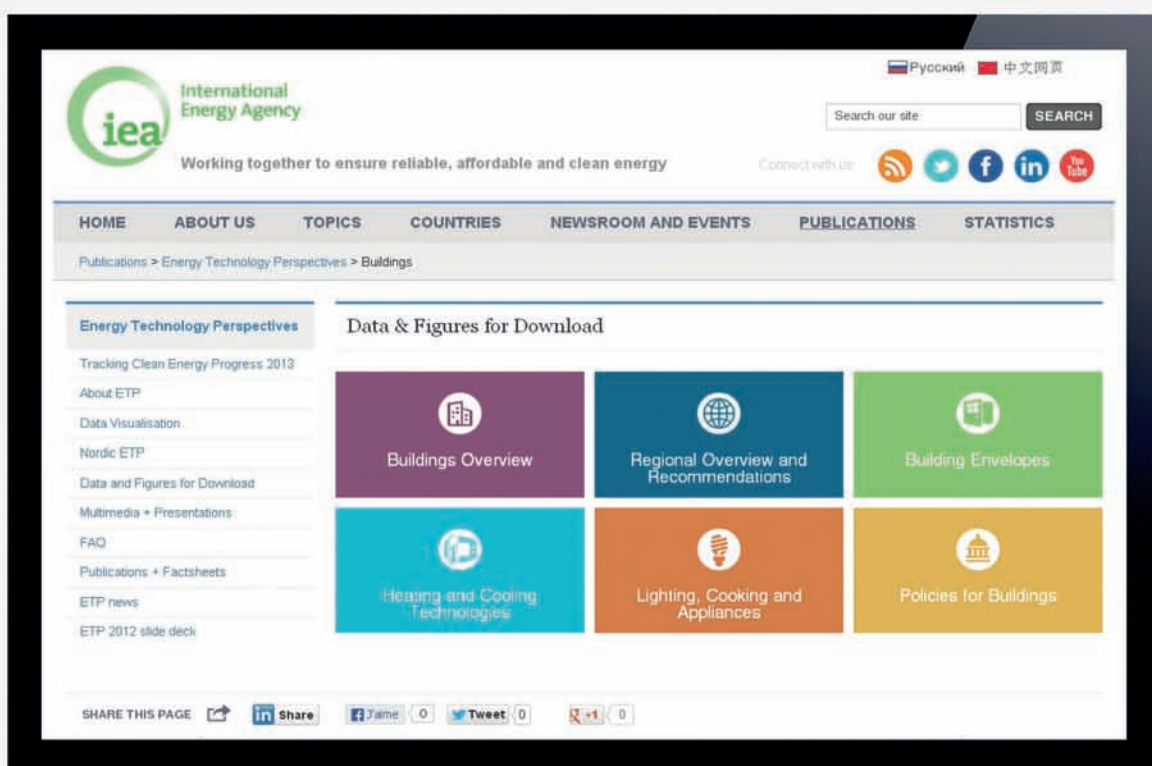 Русский 中文网页
International
Energy Agency
iea
Search our site SEARCH
Working together to ensure reliable, affordable and clean energy
Connect with us
You
Tube
HOME ABOUT US TOPICS COUNTRIES NEWSROOM AND EVENTS PUBLICATIONS STATISTICS
Publications > Energy Technology Perspectives > Buildings
Energy Technology Perspectives
Tracking Clean Energy Progress 2013
About ETP
Data Visualisation
Nordic ETP
Data and Figures for Download
Multimedia + Presentations
FAQ
Publications + Factsheets
ETP news
ETP 2012 slide deck
Data & Figures for Download
Buildings Overview
Regional Overview and
Recommendations
Building Envelopes
Heating and Cooling
Technologies
Lighting, Cooking and
Appliances
Policies for Buildings
SHARE THIS PAGE in Share J'aime 0 Tweet 0 g +1 0